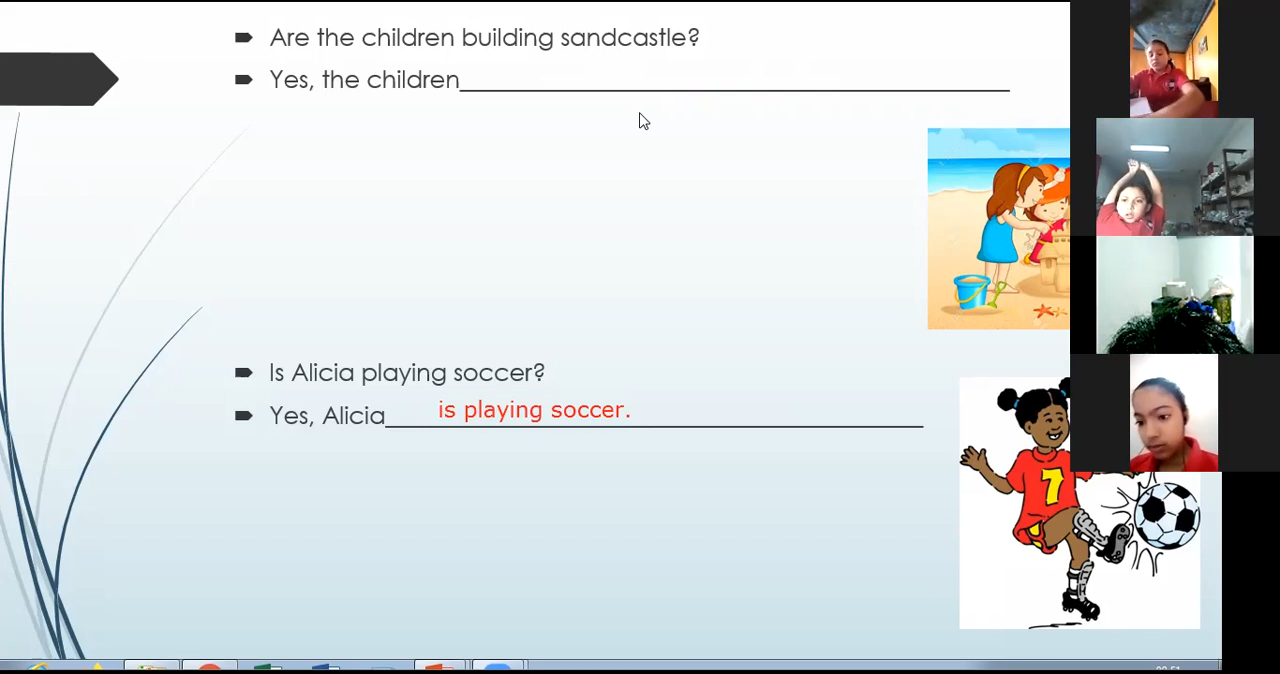 Are the children building sandcastle?
Yes, the children
Is Alicia playing soccer?
Yes, Alicia is playing soccer.
7